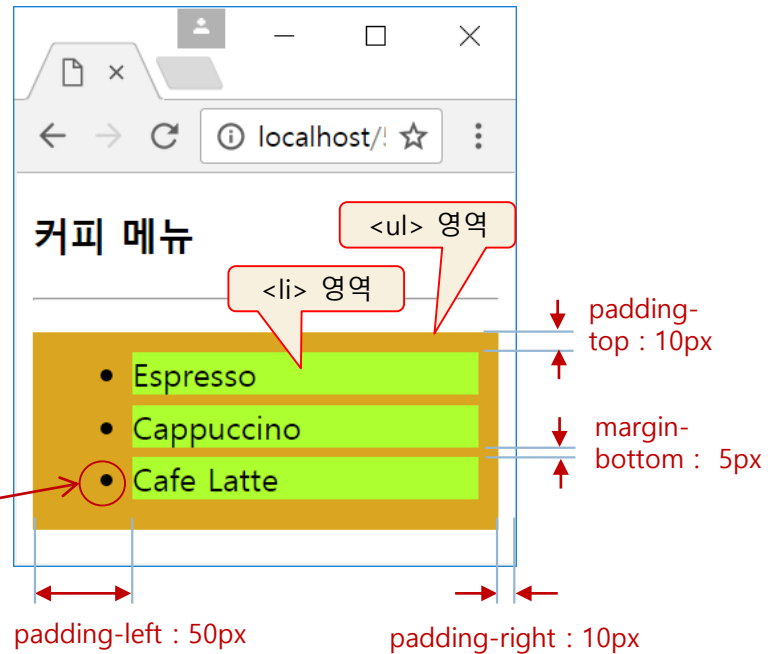 localhost/!
커피 메뉴
<ul> 영역
<li> 영역
padding-
top : 10px
• Espresso
• Cappuccino
• Cafe Latte
margin-
bottom : 5px
padding-left : 50px
padding-right : 10px